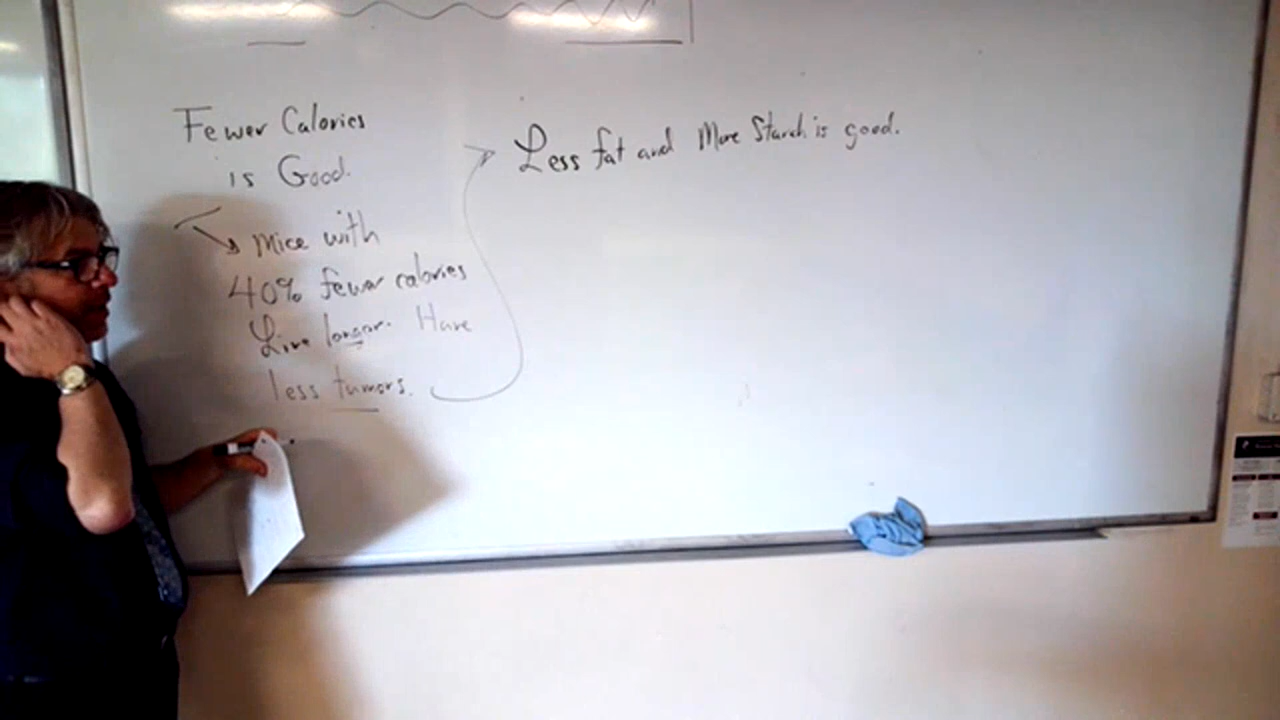 Fewer Calories
is Good.
mice with
40% fewer calories
Live longer. Have
less tumors.
Less fat and More Starch is good.